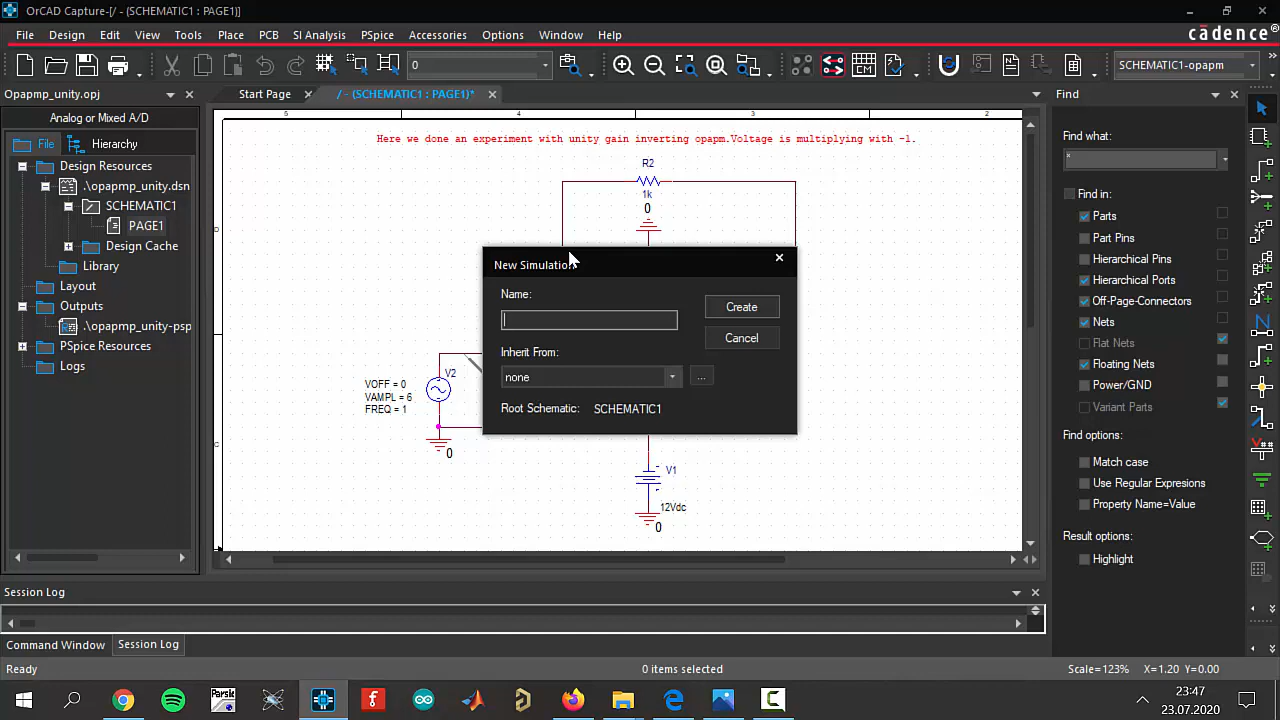 OrCAD Capture-[/ - (SCHEMATIC1 : PAGE1)]
File Design Edit View Tools Place PCB SI Analysis PSpice Accessories Options Window Help
cādence®
0
SCHEMATIC1-opapm
Opapmp_unity.opj
Start Page
/ - (SCHEMATIC1 : PAGE1)*
Find
Analog or Mixed A/D
File
Hierarchy
Design Resources
.\opapmp_unity.dsn
SCHEMATIC1
PAGE1
Design Cache
Library
Layout
Outputs
.\opapmp_unity-psp
PSpice Resources
Logs
5
3
2
D
C
Here we done an experiment with unity gain inverting opapm.Voltage is multiplying with -1.
R2
1k
0
V2
VOFF = 0
VAMPL = 6
FREQ = 1
0
V1
12Vdc
0
New Simulation
Name:
Create
Cancel
Inherit From:
none
...
Root Schematic: SCHEMATIC1
Find what:
*
Find in:
Parts
Part Pins
Hierarchical Pins
Hierarchical Ports
Off-Page-Connectors
Nets
Flat Nets
Floating Nets
Power/GND
Variant Parts
Find options:
Match case
Use Regular Expresions
Property Name=Value
Result options:
Highlight
Session Log
Command Window
Session Log
Ready
0 items selected
Scale=123% X=1.20 Y=0.00
Parsik
23:47
23.07.2020